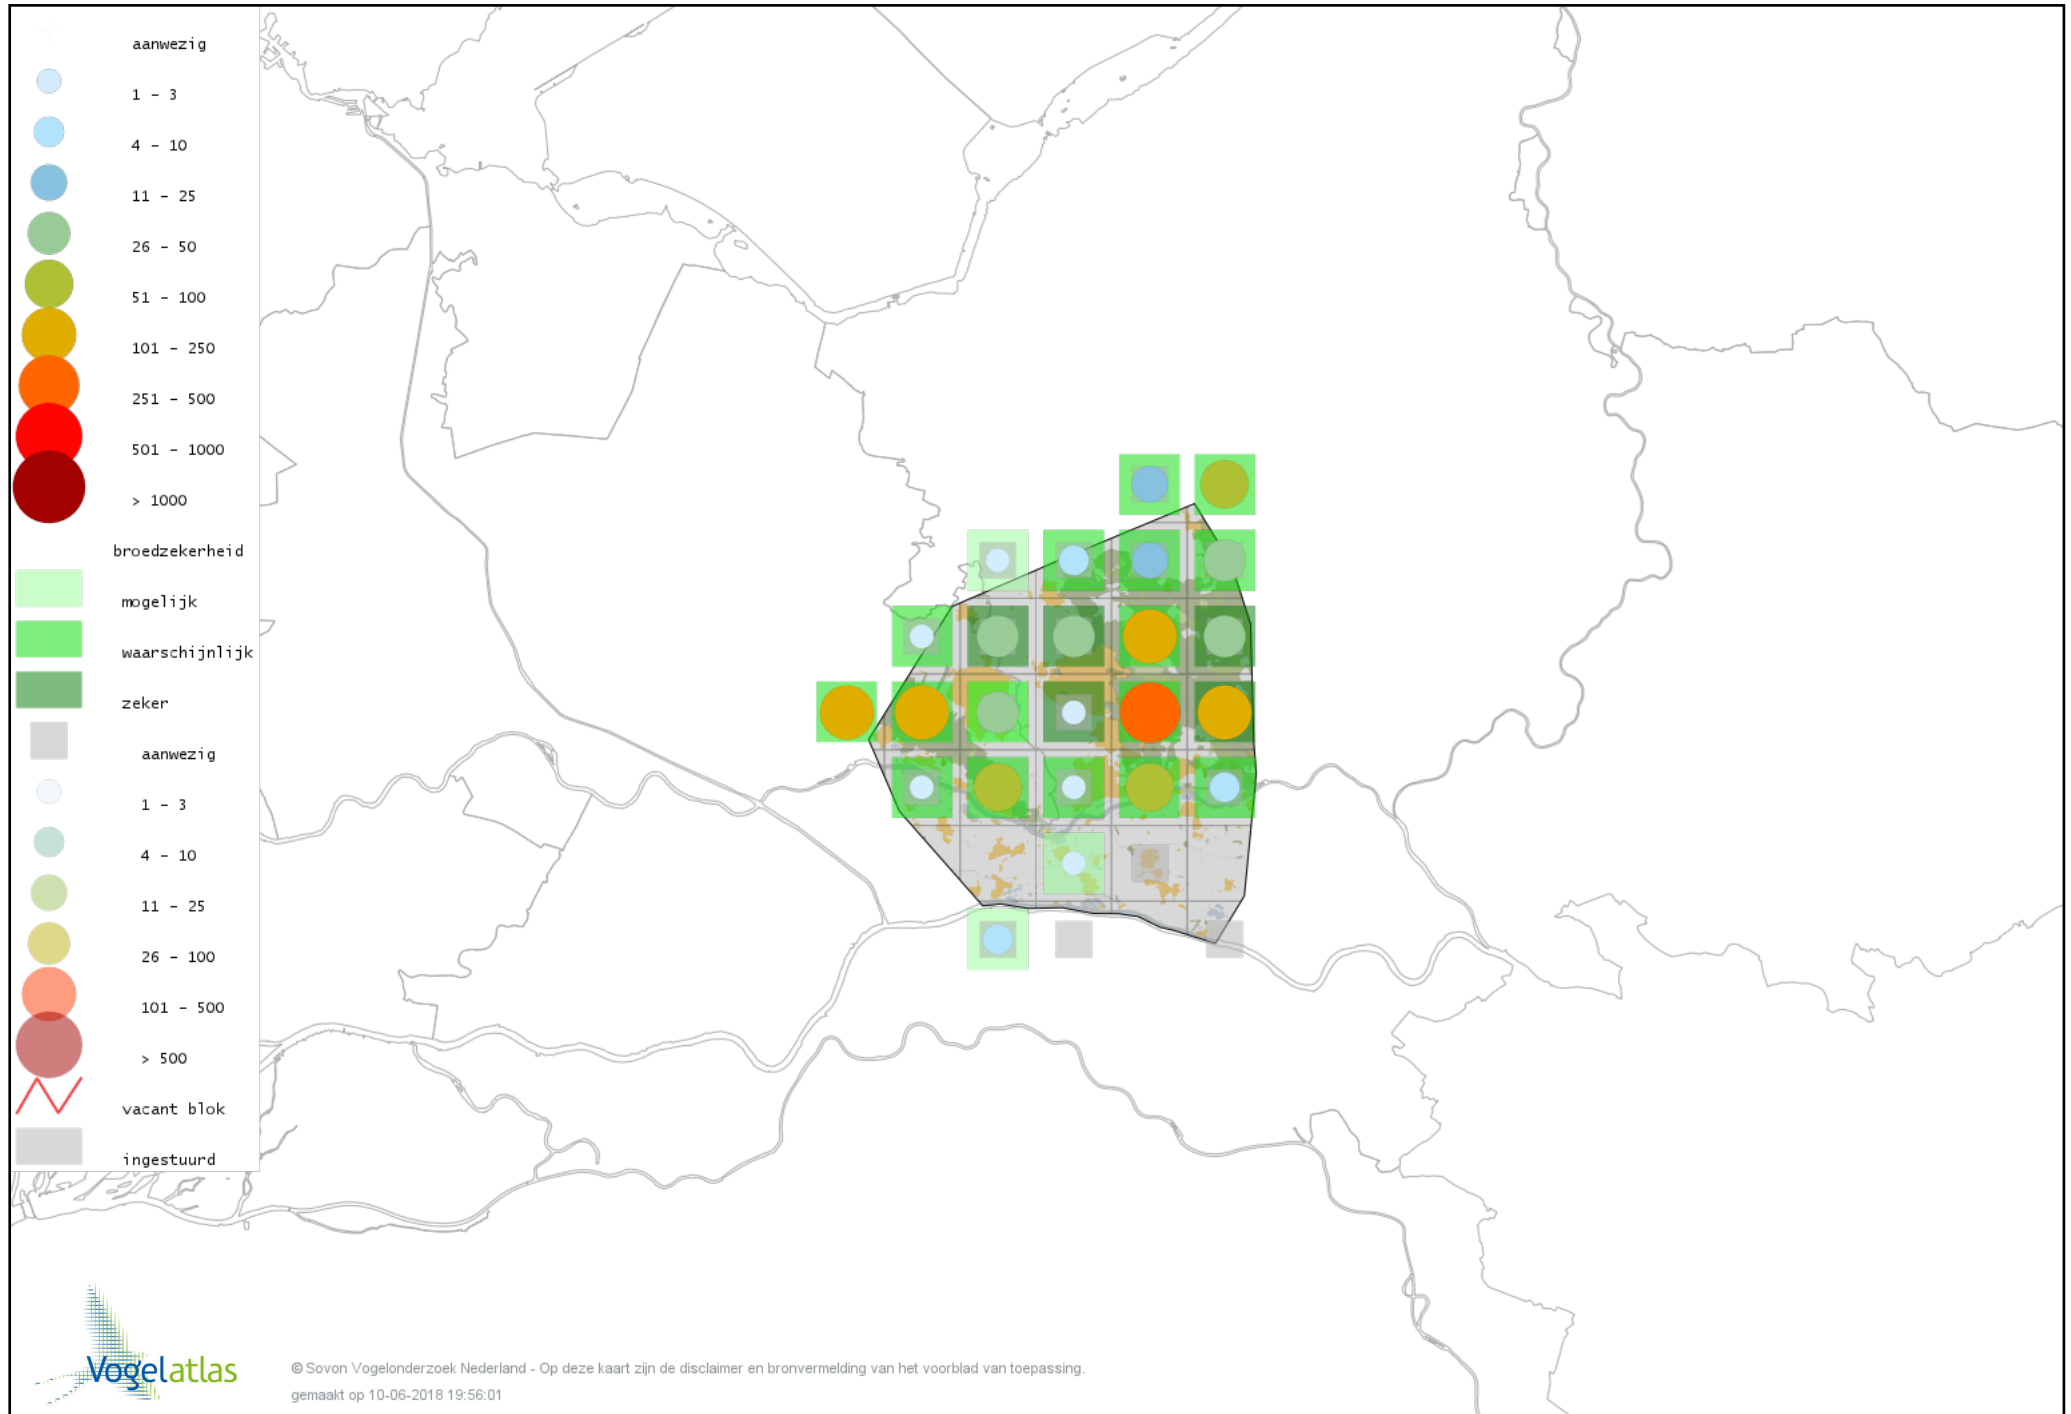 aanwezig
1 - 3
4 - 10
11 - 25
26 - 50
51 - 100
101 - 250
251 - 500
501 - 1000
> 1000
broedzekerheid
mogelijk
waarschijnlijk
zeker
aanwezig
1 - 3
4 - 10
11 - 25
26 - 100
101 - 500
> 500
vacant blok
ingestuurd
Vogelatlas
© Sovon Vogelonderzoek Nederland - Op deze kaart zijn de disclaimer en bronvermelding van het voorblad van toepassing.
gemaakt op 10-06-2018 19:56:01